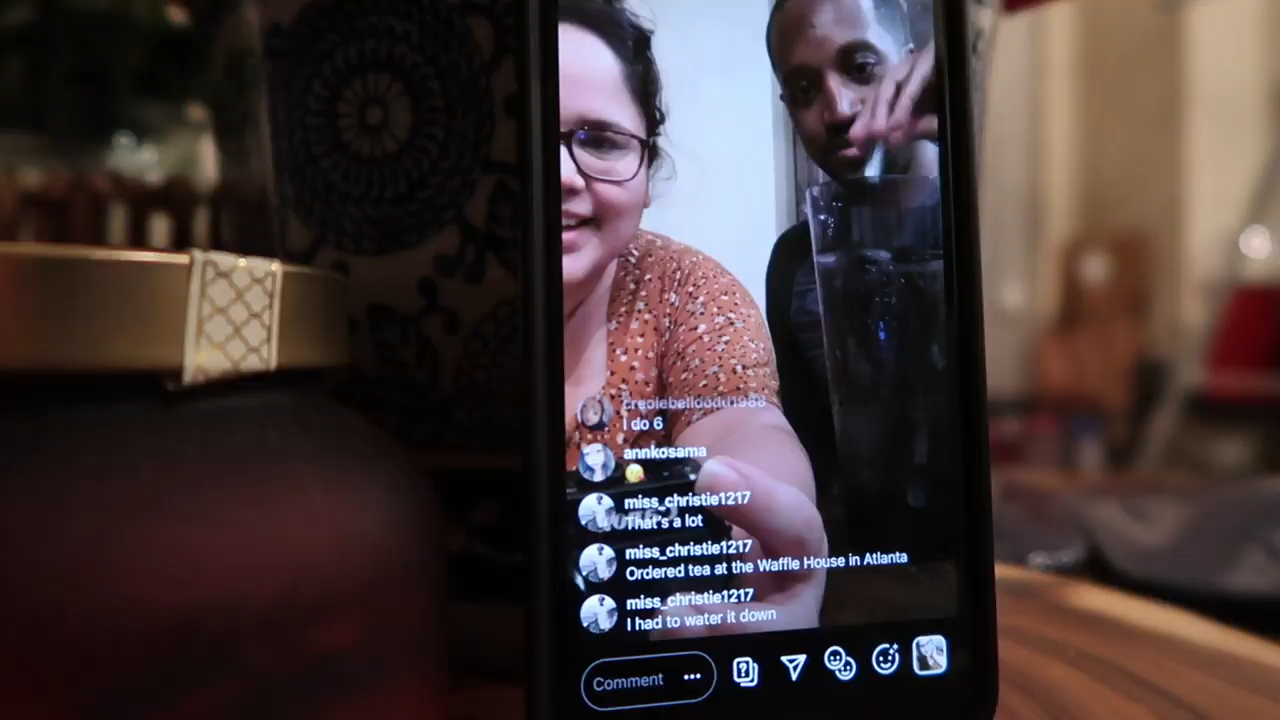 creolebelldodd1988
I do 6
annkosama
miss_christie1217
That's a lot
miss_christie1217
Ordered tea at the Waffle House in Atlanta
miss_christie1217
I had to water it down
Comment